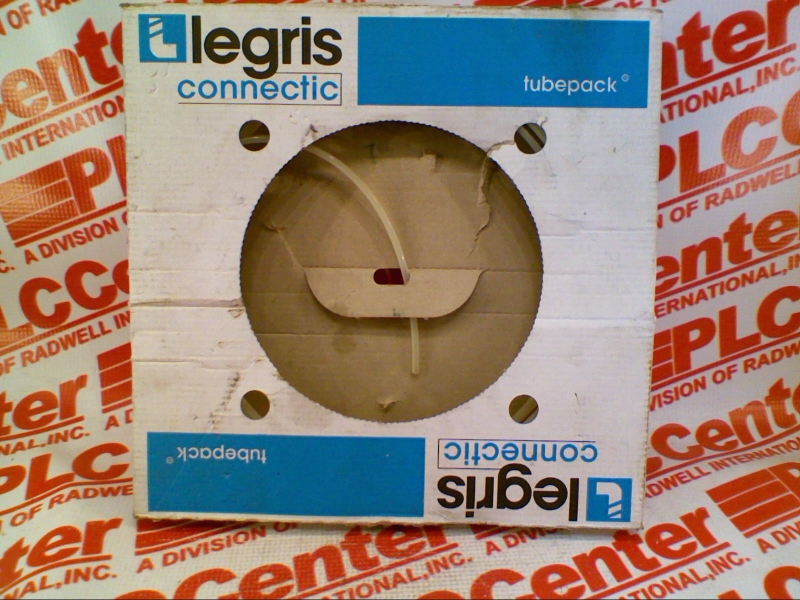 legris
connectic
tubepack®
tubepack®
connectic
legris
PLCCenter
A DIVISION OF RADWELL INTERNATIONAL, INC.